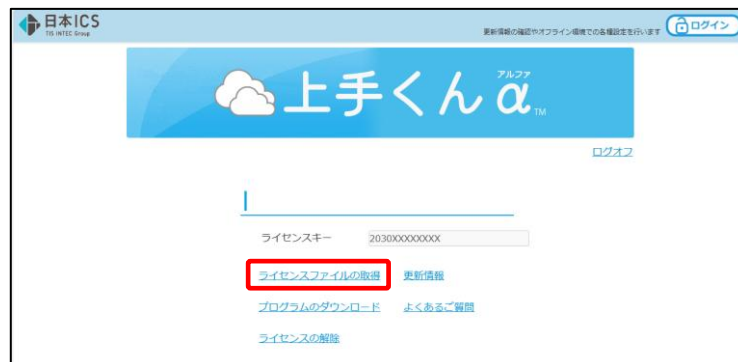 日本ICS
TIS INTEC Group
更新情報の確認やオフライン環境での各種設定を行います
ログイン
アルファ
上手くんα™
ログオフ
ライセンスキー 2030XXXXXXXX
ライセンスファイルの取得 更新情報
プログラムのダウンロード よくあるご質問
ライセンスの解除